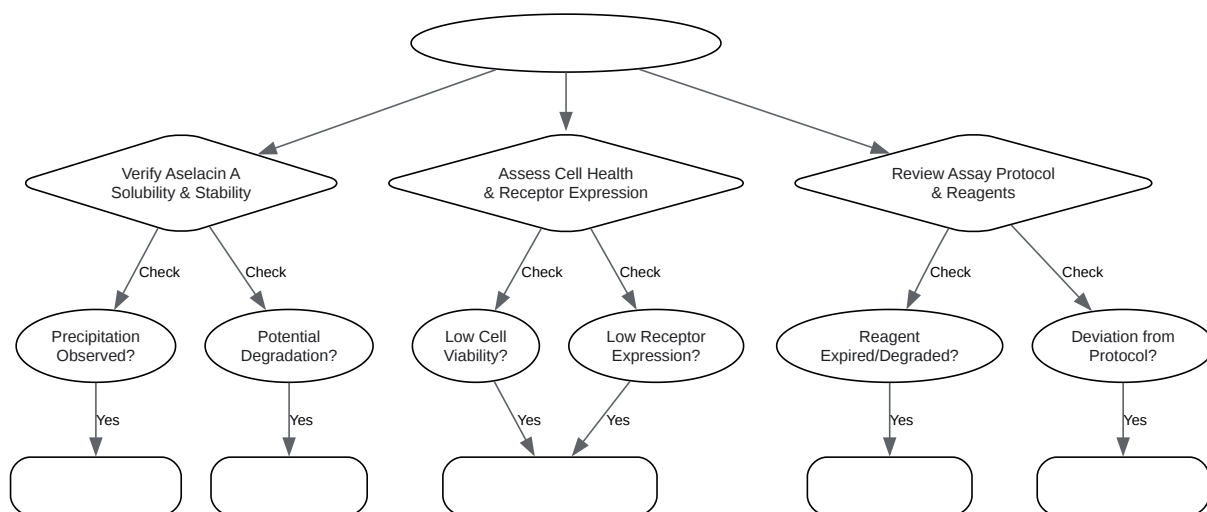 Verify Aselacin A
Solubility & Stability
Assess Cell Health
& Receptor Expression
Review Assay Protocol
& Reagents
Check
Check
Check
Check
Check
Check
Precipitation
Observed?
Potential
Degradation?
Low Cell
Viability?
Low Receptor
Expression?
Reagent
Expired/Degraded?
Deviation from
Protocol?
Yes
Yes
Yes
Yes
Yes
Yes